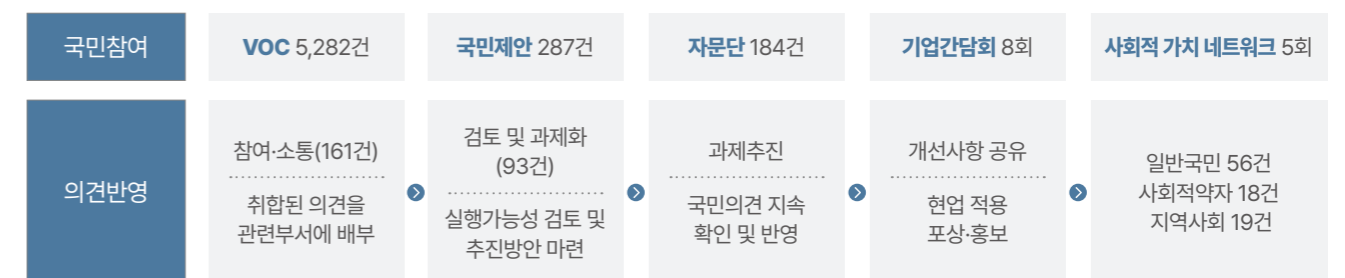 국민참여
VOC 5,282건
국민제안 287건
자문단 184건
기업간담회 8회
사회적 가치 네트워크 5회
의견반영
참여·소통(161건)
취합된 의견을
관련부서에 배부
검토 및 과제화
(93건)
실행가능성 검토 및
추진방안 마련
과제추진
국민의견 지속
확인 및 반영
개선사항 공유
현업 적용
포상·홍보
일반국민 56건
사회적약자 18건
지역사회 19건